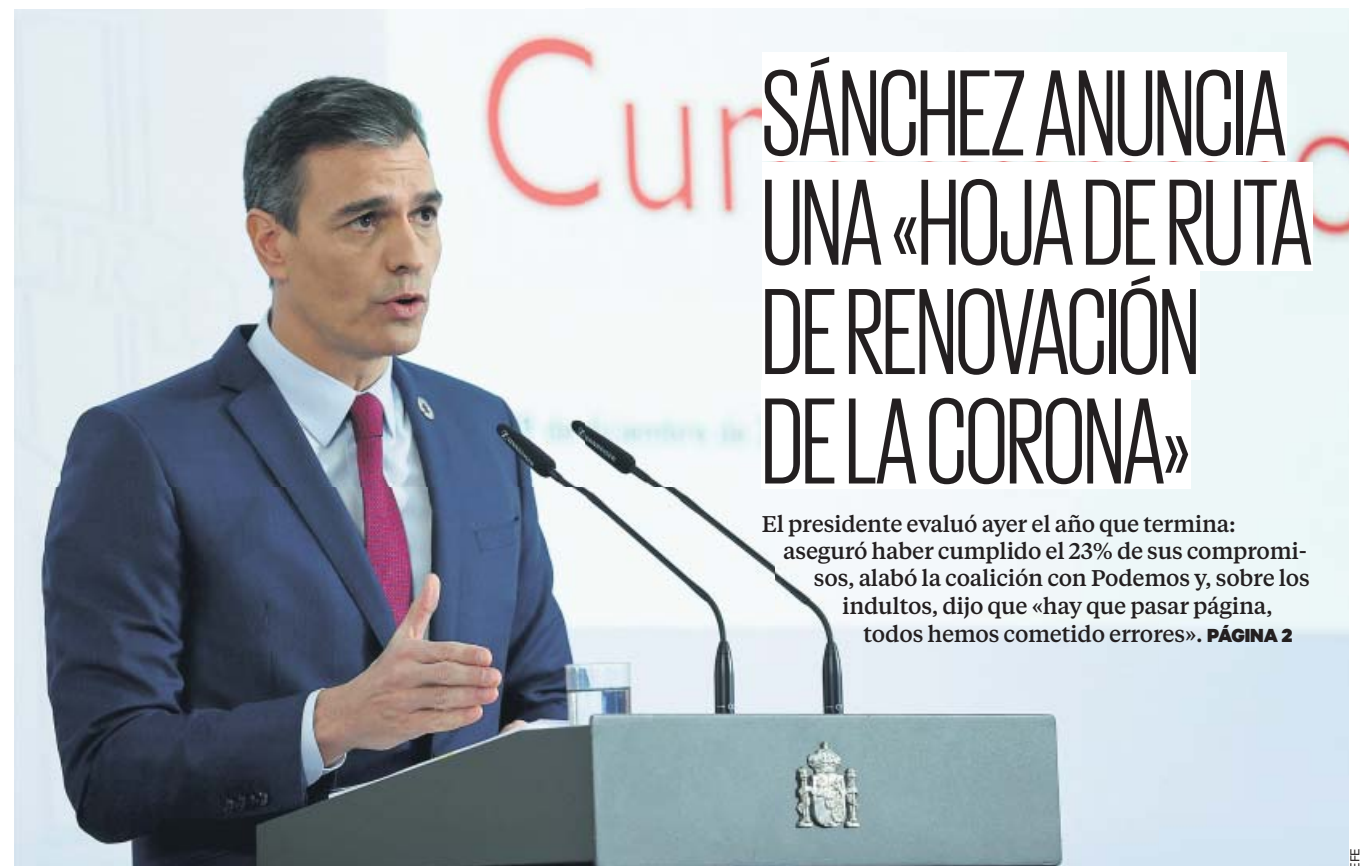 SÁNCHEZ ANUNCIA
UNA «HOJA DE RUTA
DE RENOVACIÓN
DE LA CORONA»
El presidente evaluó ayer el año que termina:
aseguró haber cumplido el 23% de sus compromi-
sos, alabó la coalición con Podemos y, sobre los
indultos, dijo que «hay que pasar página,
todos hemos cometido errores». PÁGINA 2
EFE